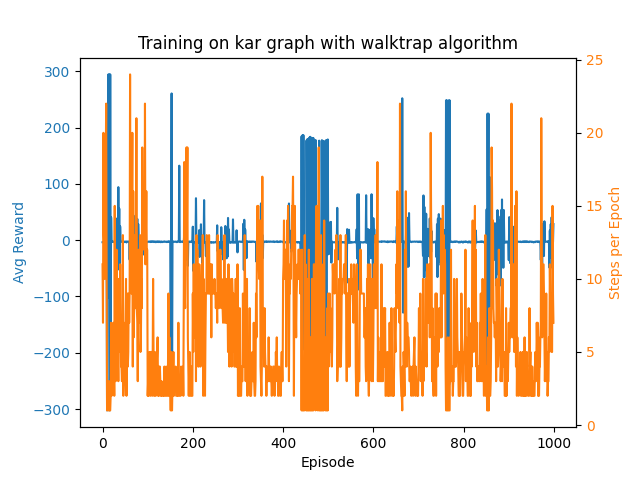 Training on kar graph with walktrap algorithm
300
200
100
0
−100
−200
−300
Avg Reward
25
20
15
10
5
0
Steps per Epoch
0 200 400 600 800 1000
Episode